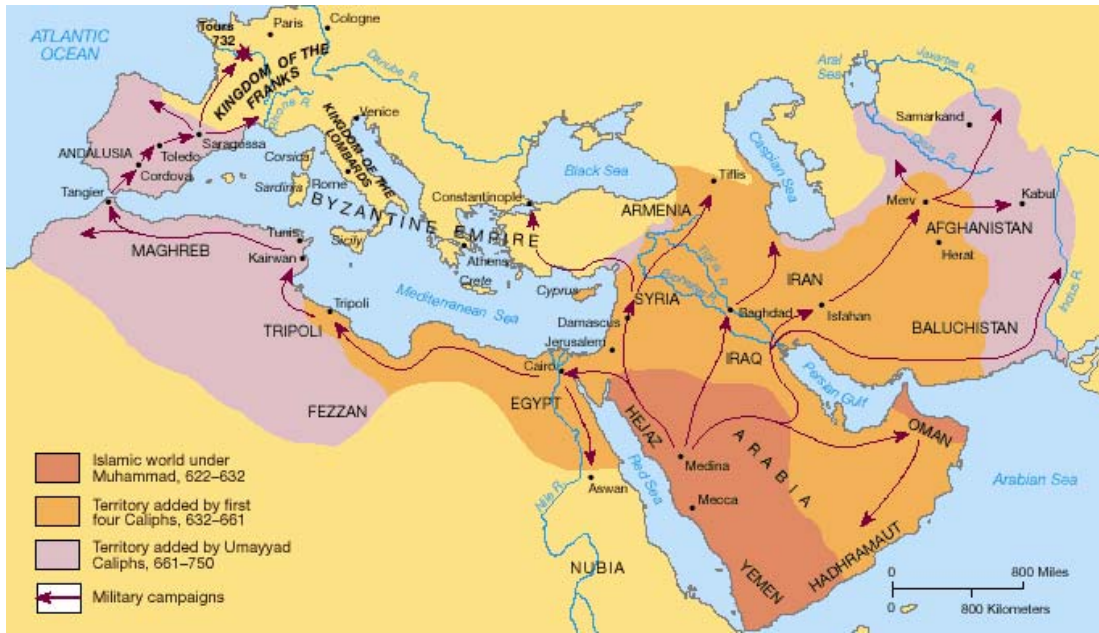 ATLANTIC
OCEAN
Tours
732
Paris
Cologne
KINGDOM OF THE
FRANKS
Rhone R.
Danube R.
Venice
KINGDOM OF THE
LOMBARDS
Corsica
Sardinia
Rome
Saragossa
ANDALUSIA
Toledo
Cordova
Tangier
MAGHREB
Tunis
Kairwan
Sicily
BYZANTINE EMPIRE
Constantinople
Athens
Crete
Cyprus
Mediterranean Sea
Black Sea
Caspian Sea
Aral
Sea
Jaxartes R.
Oxus R.
Samarkand
Tiflis
ARMENIA
Merv
Kabul
AFGHANISTAN
Herat
Tigris R.
Euphrates R.
IRAN
SYRIA
Baghdad
Isfahan
Damascus
Jerusalem
IRAQ
BALUCHISTAN
Indus R.
Tripoli
TRIPOLI
Cairo
EGYPT
FEZZAN
Persian Gulf
HEJAZ
ARABIA
OMAN
Medina
Mecca
Red Sea
Aswan
Nile R.
NUBIA
YEMEN
HADHRAMAUT
Arabian Sea
Islamic world under
Muhammad, 622–632
Territory added by first
four Caliphs, 632–661
Territory added by Umayyad
Caliphs, 661–750
Military campaigns
0 800 Miles
0 800 Kilometers